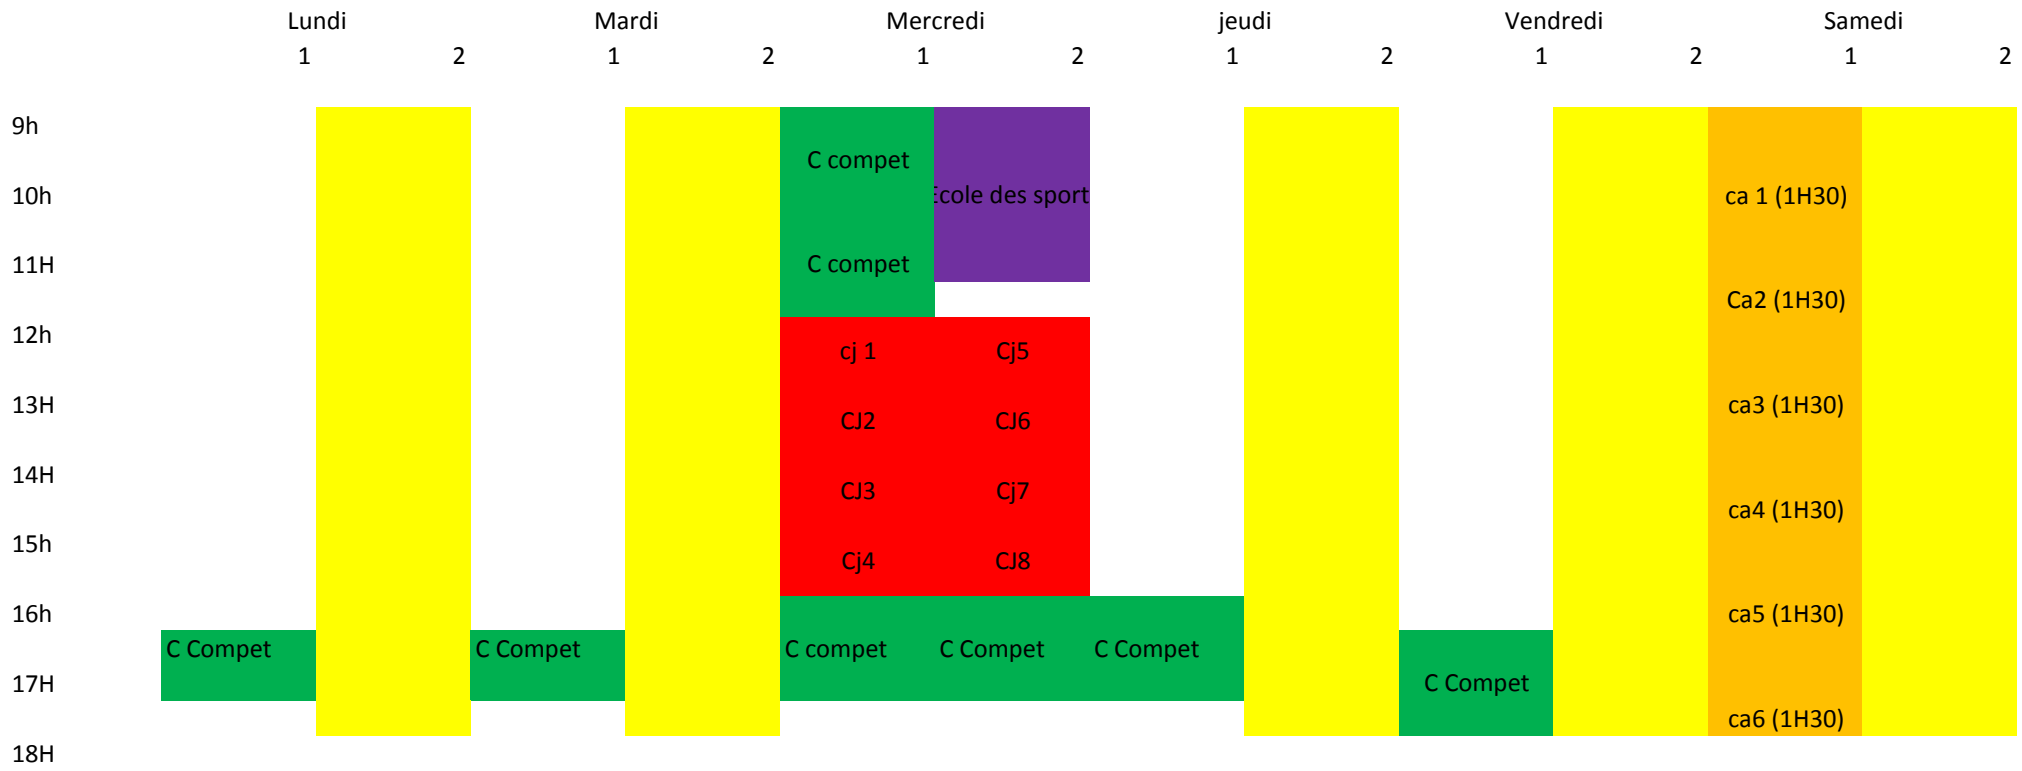 Lundi Mardi Mercredi jeudi Vendredi Samedi
1 2 1 2 1 2 1 2 1 2 1 2
9h
C compet
10h Ecole des sport ca 1 (1H30)
11H C compet
Ca2 (1H30)
12h
cj 1 Cj5
13H ca3 (1H30)
CJ2 CJ6
14H
CJ3 Cj7
ca4 (1H30)
15h
Cj4 CJ8
16h ca5 (1H30)
C Compet C Compet C compet C Compet C Compet
17H C Compet
ca6 (1H30)
18H